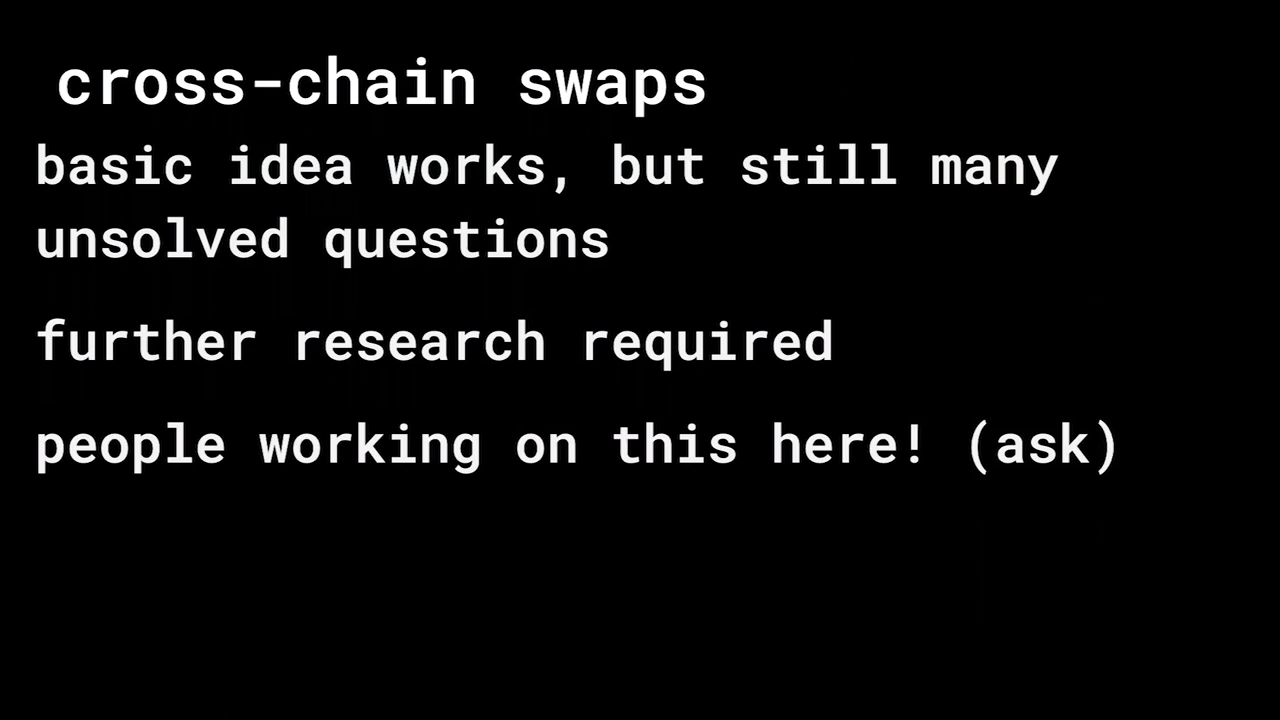 cross-chain swaps
basic idea works, but still many
unsolved questions
further research required
people working on this here! (ask)